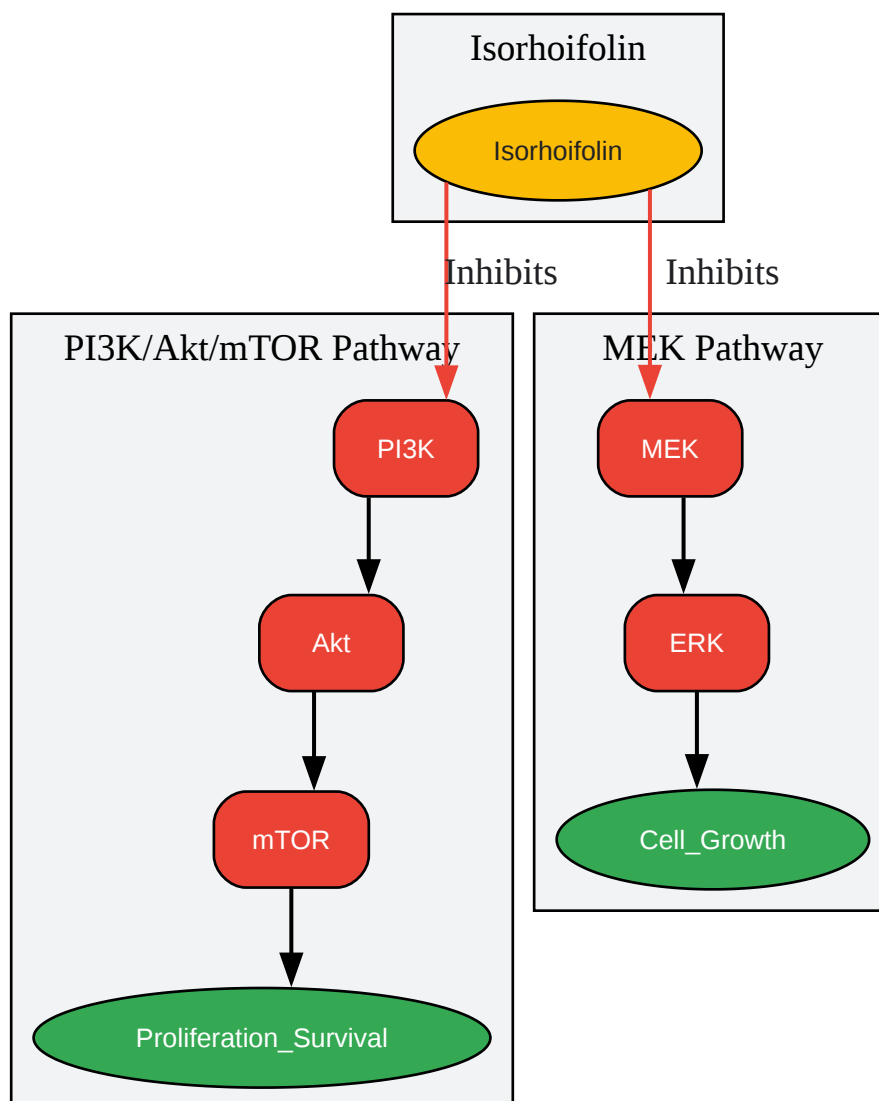 Isorhoifolin
Isorhoifolin
Inhibits
Inhibits
PI3K/Akt/mTOR Pathway
MEK Pathway
PI3K
MEK
Akt
ERK
mTOR
Cell_Growth
Proliferation_Survival